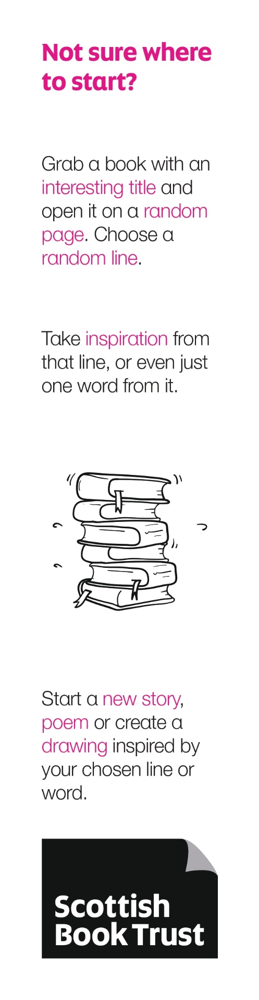 Not sure where
to start?
Grab a book with an
interesting title and
open it on a random
page. Choose a
random line.
Take inspiration from
that line, or even just
one word from it.
Start a new story,
poem or create a
drawing inspired by
your chosen line or
word.
Scottish
Book Trust